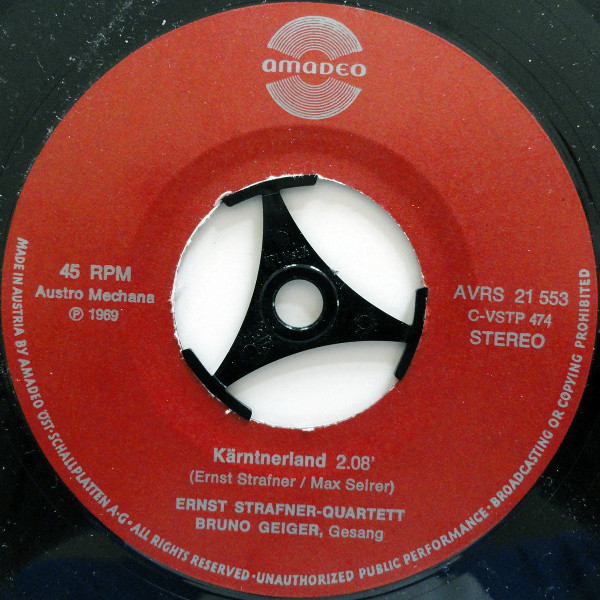 amadeo
45 RPM
Austro Mechana
℗ 1969
AVRS 21 553
C-VSTP 474
STEREO
Kärntnerland 2.08'
(Ernst Strafner / Max Seirer)
ERNST STRAFNER-QUARTETT
BRUNO GEIGER, Gesang
MADE IN AUSTRIA BY AMADEO ÖST·SCHALLPLATTEN A·G·ALL RIGHTS RESERVED·UNAUTHORIZED PUBLIC PERFORMANCE·BROADCASTING OR COPYING PROHIBITED